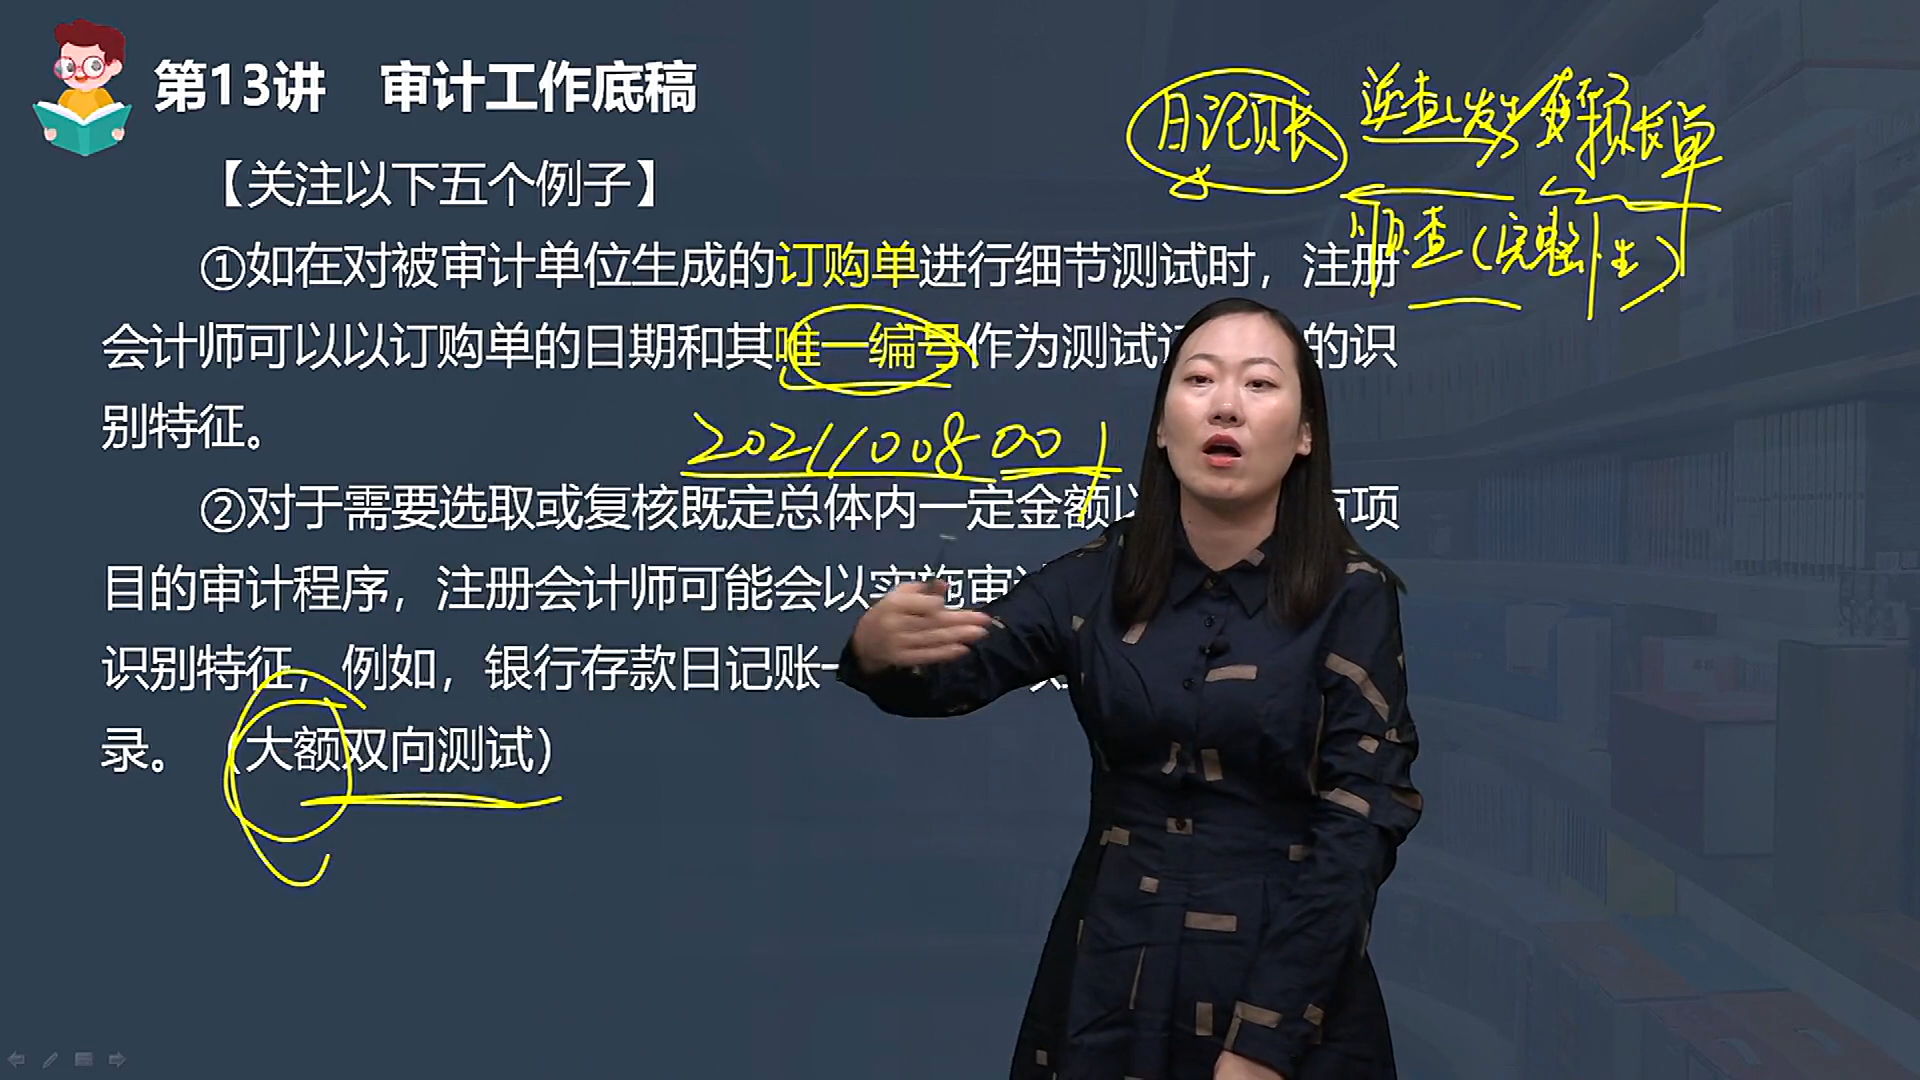 第13讲 审计工作底稿
日记账 逆查(发生) 对账单
顺查(完整性)
【关注以下五个例子】
①如在对被审计单位生成的订购单进行细节测试时，注册
会计师可以以订购单的日期和其唯一编号作为测试 的识
别特征。
20211008001
②对于需要选取或复核既定总体内一定金额以 项
目的审计程序，注册会计师可能会以实施审
识别特征，例如，银行存款日记账一
录。（大额双向测试）